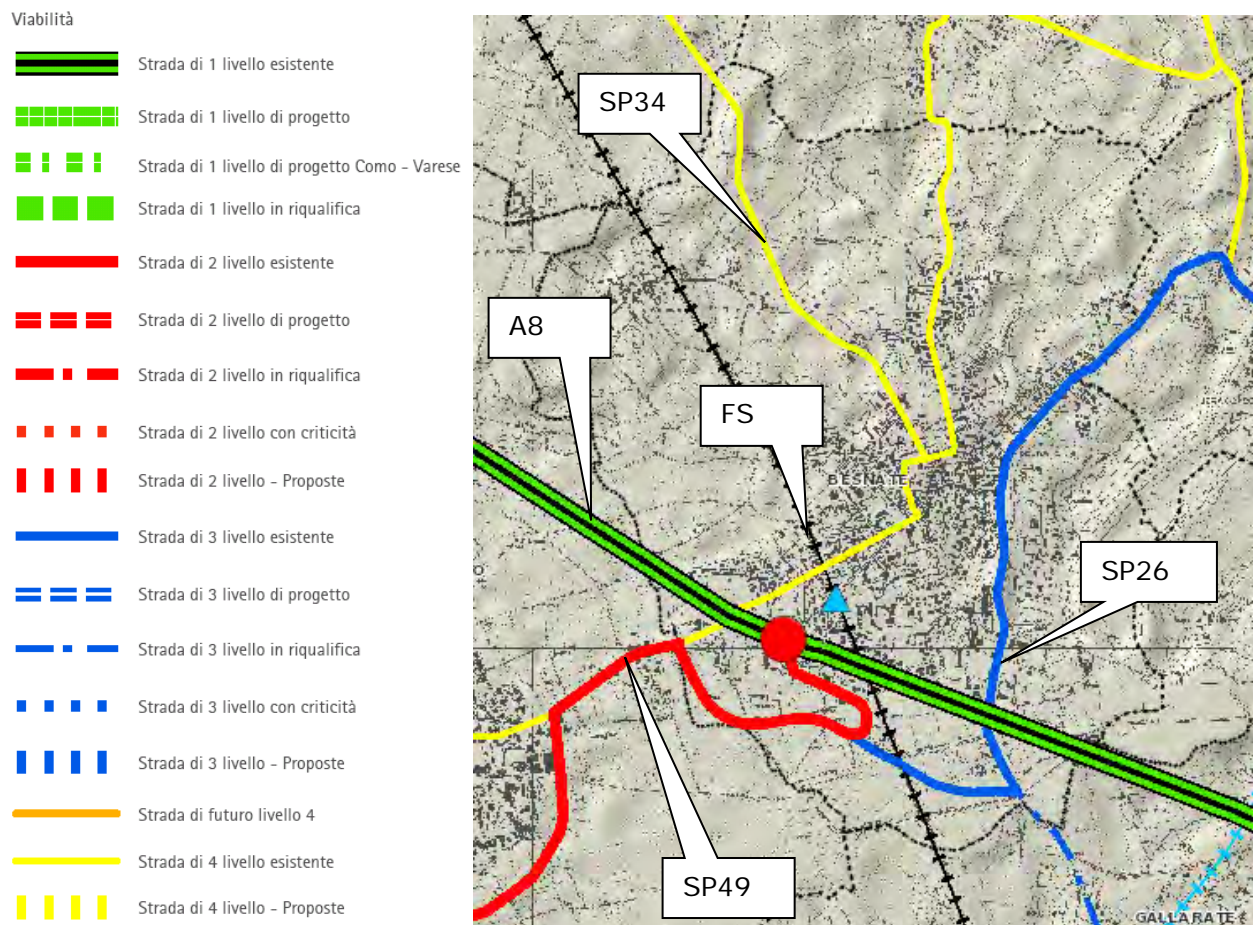 Viabilità
Strada di 1 livello esistente
Strada di 1 livello di progetto
Strada di 1 livello di progetto Como - Varese
Strada di 1 livello in riqualifica
Strada di 2 livello esistente
Strada di 2 livello di progetto
Strada di 2 livello in riqualifica
Strada di 2 livello con criticità
Strada di 2 livello - Proposte
Strada di 3 livello esistente
Strada di 3 livello di progetto
Strada di 3 livello in riqualifica
Strada di 3 livello con criticità
Strada di 3 livello - Proposte
Strada di futuro livello 4
Strada di 4 livello esistente
Strada di 4 livello - Proposte
SP34
A8
FS
BESNATE
SP26
SP49
GALLARATE